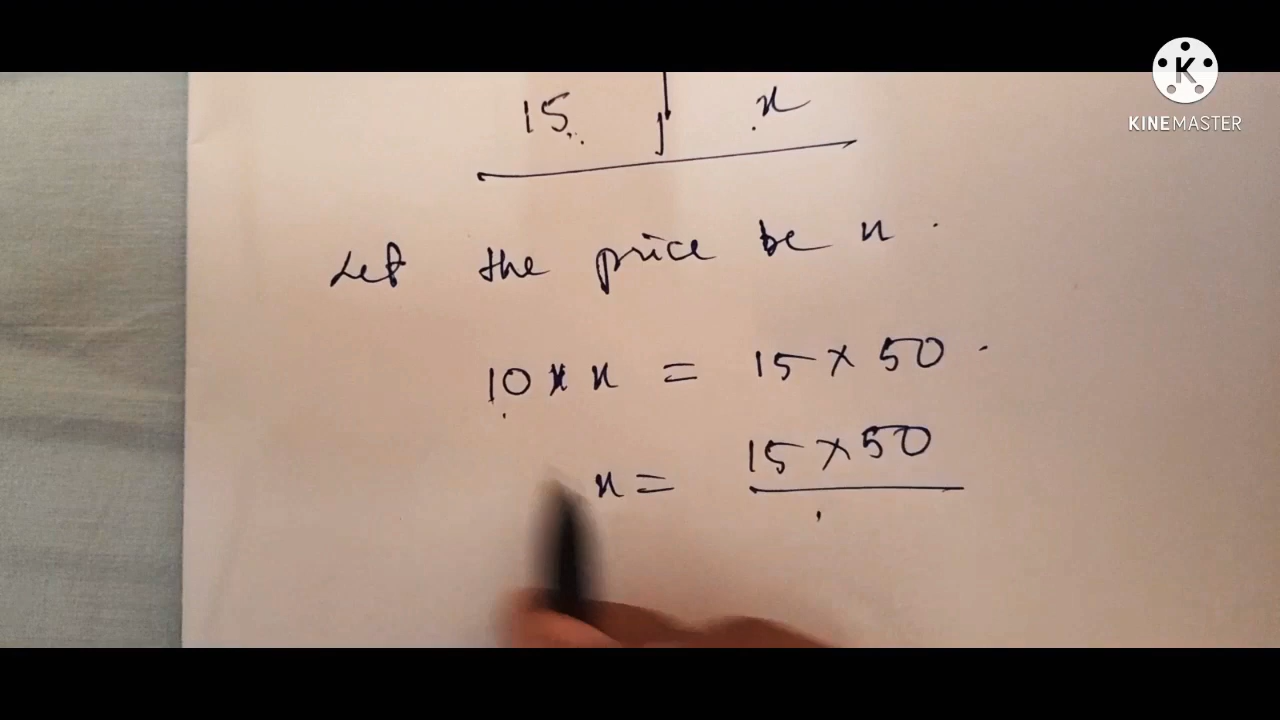 K
KINEMASTER
15 | x
Let the price be x.
10 × x = 15 × 50.
x = 15 × 50